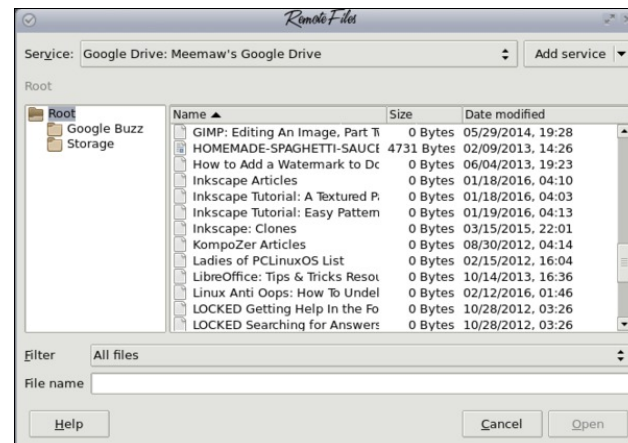 Remote Files
Service: Google Drive: Meemaw's Google Drive Add service
Root
Root
Google Buzz
Storage
Name Size Date modified
GIMP: Editing An Image, Part 0 Bytes 05/29/2014, 19:28
HOMEMADE-SPAGHETTI-SAUCE 4731 Bytes 02/09/2013, 14:26
How to Add a Watermark to Do 0 Bytes 06/04/2013, 19:23
Inkscape Articles 0 Bytes 01/18/2016, 04:10
Inkscape Tutorial: A Textured Pa 0 Bytes 01/18/2016, 04:03
Inkscape Tutorial: Easy Pattern 0 Bytes 01/19/2016, 04:13
Inkscape: Clones 0 Bytes 03/15/2015, 22:01
KompoZer Articles 0 Bytes 08/30/2012, 04:14
Ladies of PCLinuxOS List 0 Bytes 02/15/2012, 16:04
LibreOffice: Tips & Tricks Resou 0 Bytes 10/14/2013, 16:36
Linux Anti Oops: How To Undel 0 Bytes 02/12/2016, 01:46
LOCKED Getting Help In the Fo 0 Bytes 10/28/2012, 03:26
LOCKED Searching for Answers 0 Bytes 10/28/2012, 03:26
Filter All files
File name
Help Cancel Open